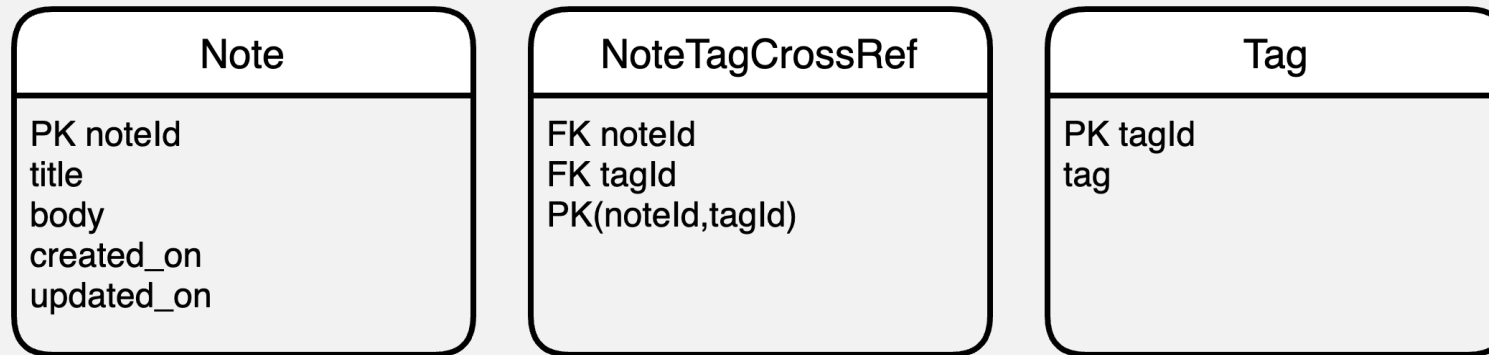 Note
PK noteId
title
body
created_on
updated_on
NoteTagCrossRef
FK noteId
FK tagId
PK(noteId,tagId)
Tag
PK tagId
tag